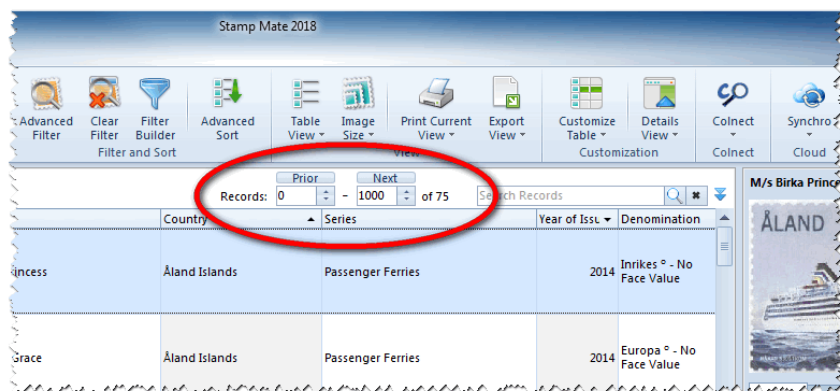 Stamp Mate 2018
Advanced Filter
Clear Filter
Filter Builder
Advanced Sort
Table View
Image Size
Print Current View
Export View
Customize Table
Details View
Colnect
Synchro
Filter and Sort
View
Customization
Colnect
Cloud
Prior
Next
Records: 0 - 1000 of 75
Search Records
M/s Birka Prince
Country
Series
Year of Issu
Denomination
ÅLAND
incess
Åland Islands
Passenger Ferries
2014
Inrikes ° - No
Face Value
Grace
Åland Islands
Passenger Ferries
2014
Europa ° - No
Face Value